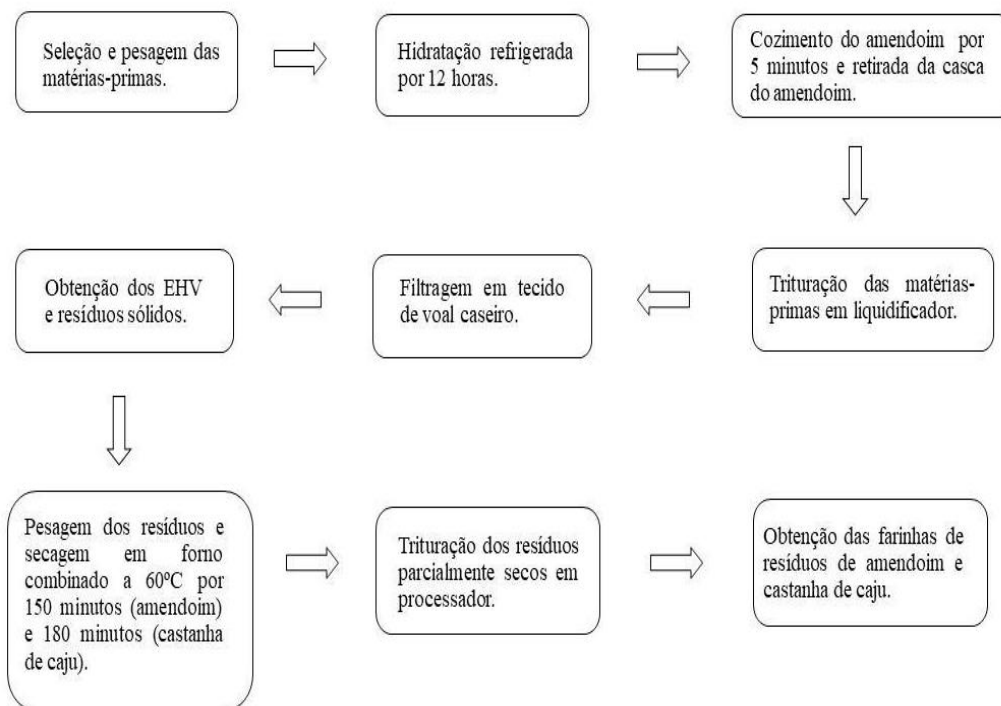 Seleção e pesagem das
matérias-primas.
Hidratação refrigerada
por 12 horas.
Cozimento do amendoim por
5 minutos e retirada da casca
do amendoim.
Trituração das matérias-
primas em liquidificador.
Filtragem em tecido
de voal caseiro.
Obtenção dos EHV
e resíduos sólidos.
Pesagem dos resíduos e
secagem em forno
combinado a 60ºC por
150 minutos (amendoim)
e 180 minutos (castanha
de caju).
Trituração dos resíduos
parcialmente secos em
processador.
Obtenção das farinhas de
resíduos de amendoim e
castanha de caju.